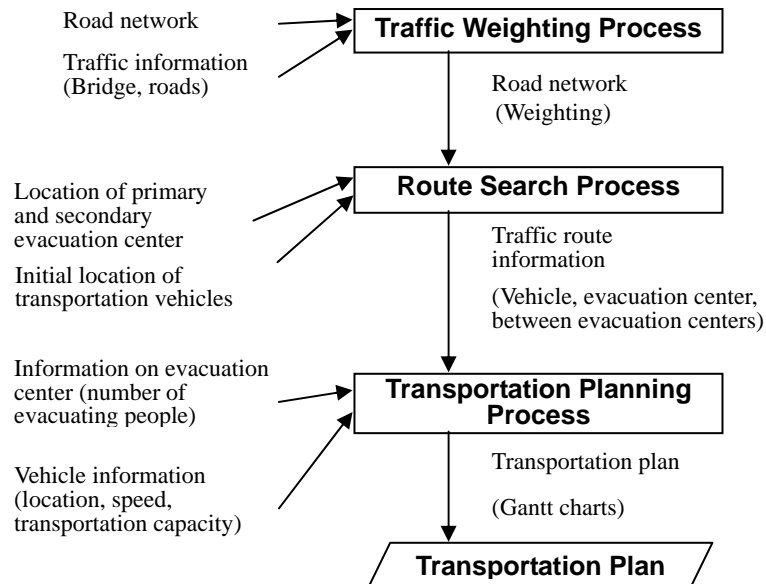 Road network
Traffic information
(Bridge, roads)
Traffic Weighting Process
Road network
(Weighting)
Location of primary
and secondary
evacuation center
Initial location of
transportation vehicles
Route Search Process
Traffic route
information
(Vehicle, evacuation center,
between evacuation centers)
Information on evacuation
center (number of
evacuating people)
Vehicle information
(location, speed,
transportation capacity)
Transportation Planning
Process
Transportation plan
(Gantt charts)
Transportation Plan